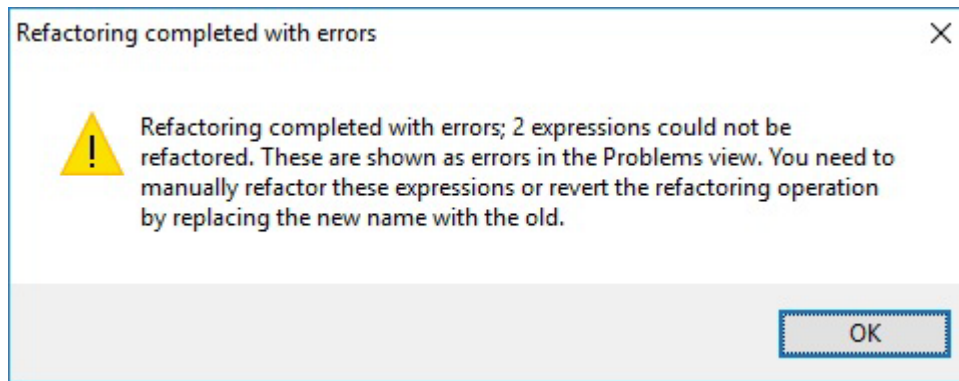 Refactoring completed with errors
Refactoring completed with errors; 2 expressions could not be
refactored. These are shown as errors in the Problems view. You need to
manually refactor these expressions or revert the refactoring operation
by replacing the new name with the old.
OK